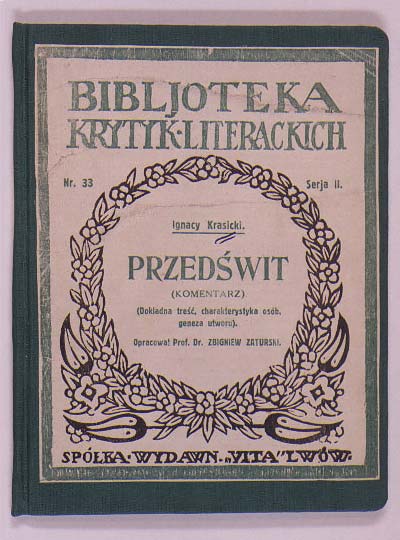 BIBLJOTEKA
KRYTYK·LITERACKICH
Nr. 33 Serja II.
Ignacy Krasicki.
PRZEDŚWIT
(KOMENTARZ)
(Dokładna treść, charakterystyka osób,
geneza utworu).
Opracował Prof. Dr. ZBIGNIEW ZATURSKI.
SPÓŁKA·WYDAWN·„VITA" LWÓW·